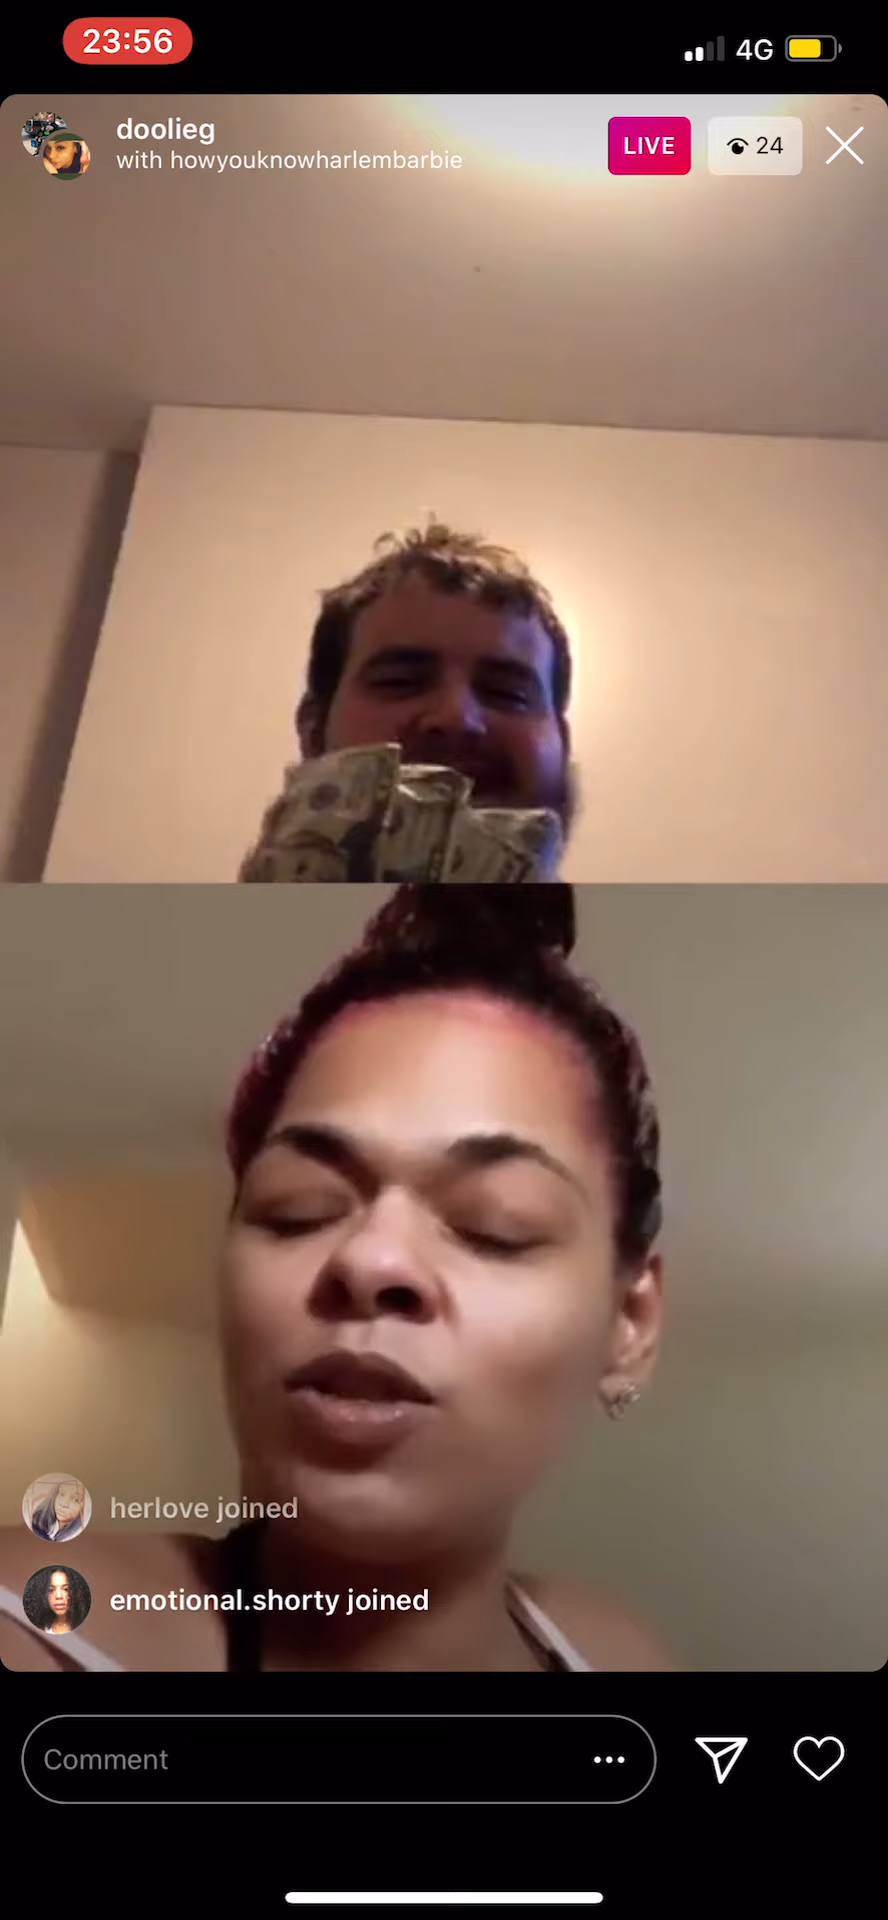 23:56
4G
doolieg
with howyouknowharlembarbie
LIVE
24
herlove joined
emotional.shorty joined
Comment